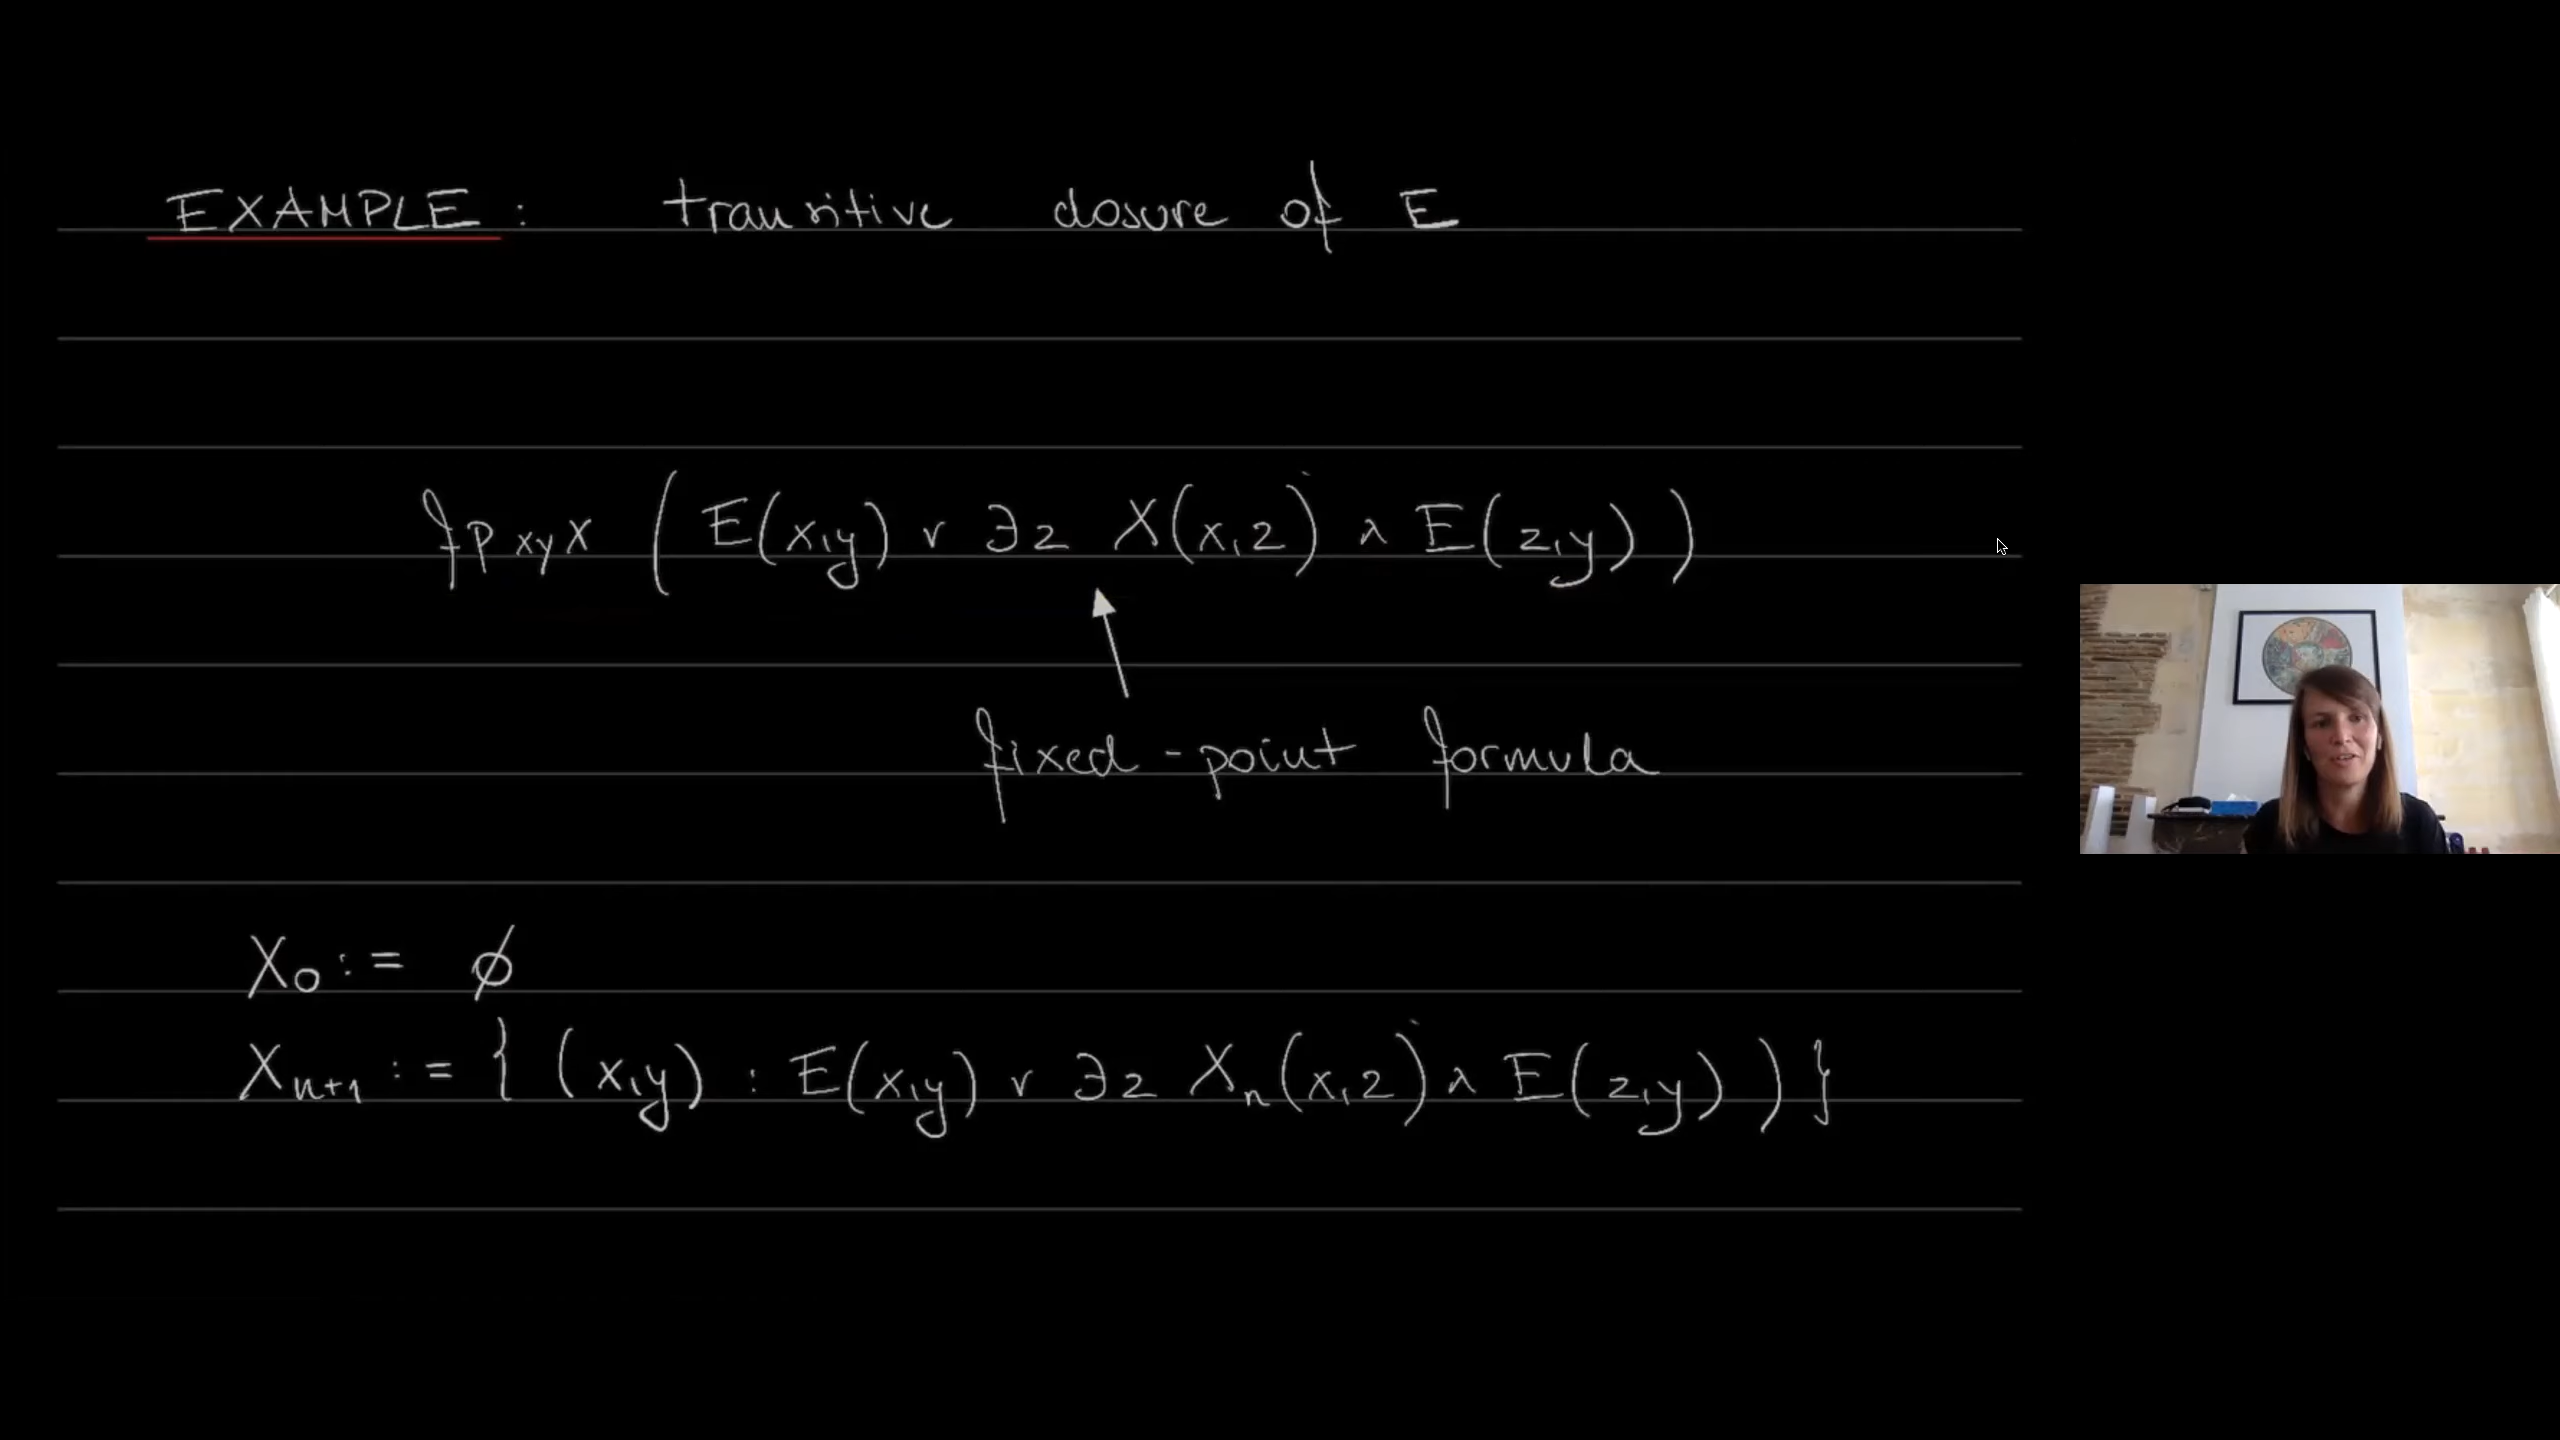 EXAMPLE : transitive closure of E
fp xyX ( E(x,y) ∨ ∃z X(x,z) ∧ E(z,y) )
fixed-point formula
X₀ := ∅
Xₙ₊₁ := { (x,y) : E(x,y) ∨ ∃z Xₙ(x,z) ∧ E(z,y) ) }